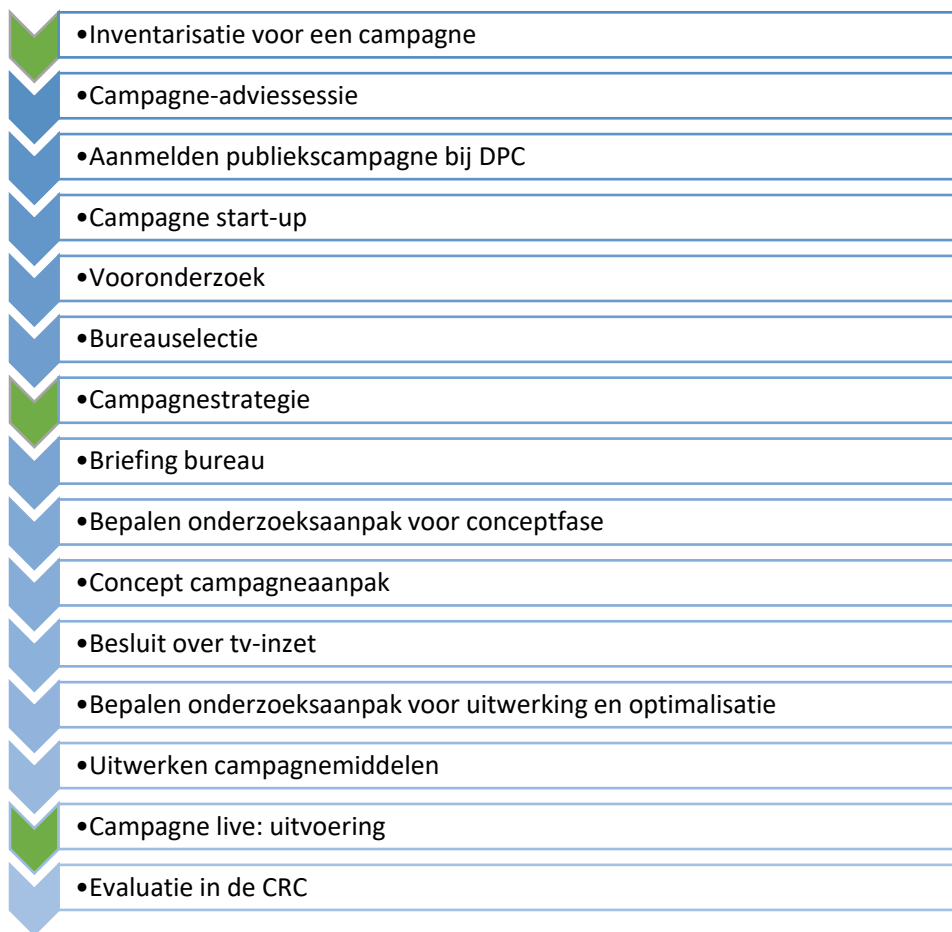 •Inventarisatie voor een campagne
•Campagne-adviessessie
•Aanmelden publiekscampagne bij DPC
•Campagne start-up
•Vooronderzoek
•Bureauselectie
•Campagnestrategie
•Briefing bureau
•Bepalen onderzoeksaanpak voor conceptfase
•Concept campagneaanpak
•Besluit over tv-inzet
•Bepalen onderzoeksaanpak voor uitwerking en optimalisatie
•Uitwerken campagnemiddelen
•Campagne live: uitvoering
•Evaluatie in de CRC